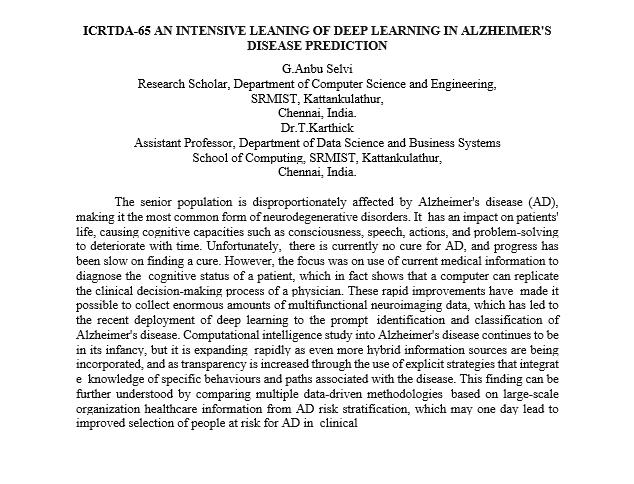 ICRTDA-65 AN INTENSIVE LEANING OF DEEP LEARNING IN ALZHEIMER'S
DISEASE PREDICTION
G.Anbu Selvi
Research Scholar, Department of Computer Science and Engineering,
SRMIST, Kattankulathur,
Chennai, India.
Dr.T.Karthick
Assistant Professor, Department of Data Science and Business Systems
School of Computing, SRMIST, Kattankulathur,
Chennai, India.
The senior population is disproportionately affected by Alzheimer's disease (AD),
making it the most common form of neurodegenerative disorders. It has an impact on patients'
life, causing cognitive capacities such as consciousness, speech, actions, and problem-solving
to deteriorate with time. Unfortunately, there is currently no cure for AD, and progress has
been slow on finding a cure. However, the focus was on use of current medical information to
diagnose the cognitive status of a patient, which in fact shows that a computer can replicate
the clinical decision-making process of a physician. These rapid improvements have made it
possible to collect enormous amounts of multifunctional neuroimaging data, which has led to
the recent deployment of deep learning to the prompt identification and classification of
Alzheimer's disease. Computational intelligence study into Alzheimer's disease continues to be
in its infancy, but it is expanding rapidly as even more hybrid information sources are being
incorporated, and as transparency is increased through the use of explicit strategies that integrat
e knowledge of specific behaviours and paths associated with the disease. This finding can be
further understood by comparing multiple data-driven methodologies based on large-scale
organization healthcare information from AD risk stratification, which may one day lead to
improved selection of people at risk for AD in clinical